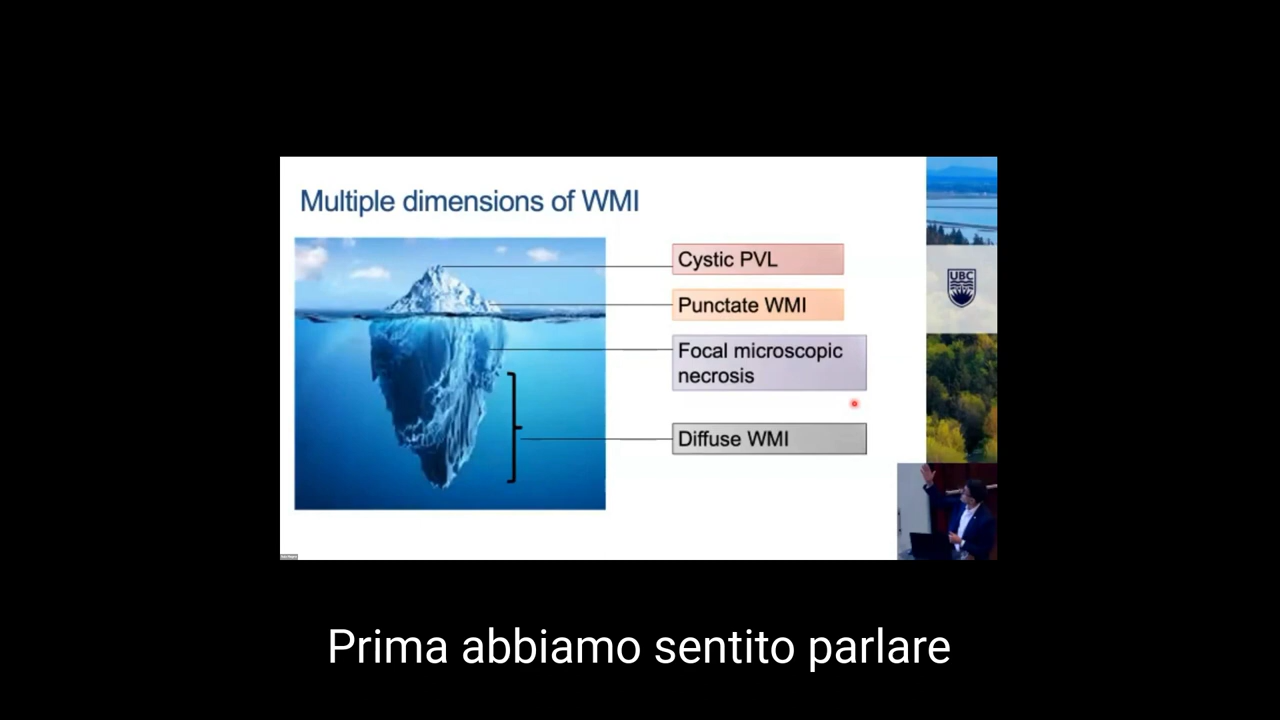 Multiple dimensions of WMI
Cystic PVL
Punctate WMI
Focal microscopic
necrosis
Diffuse WMI
UBC
Prima abbiamo sentito parlare